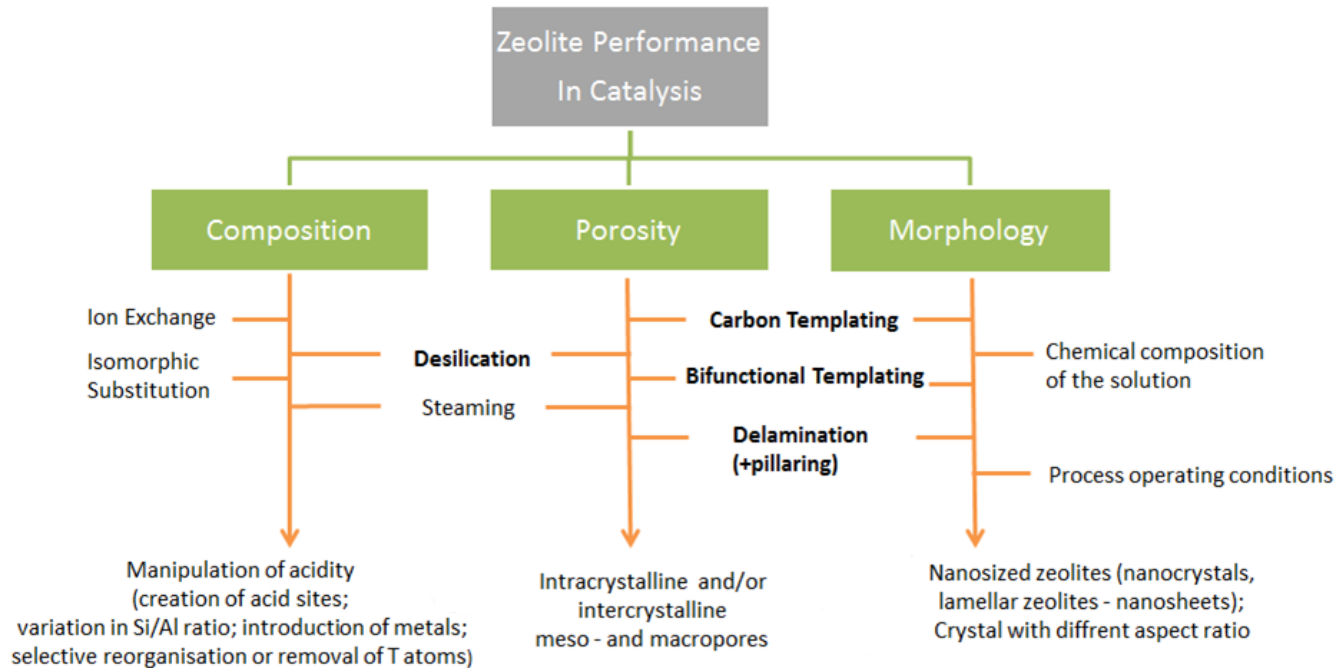 Zeolite Performance
In Catalysis
Composition
Porosity
Morphology
Ion Exchange
Carbon Templating
Desilication
Chemical composition
of the solution
Isomorphic
Substitution
Bifunctional Templating
Steaming
Delamination
(+pillaring)
Process operating conditions
Manipulation of acidity
(creation of acid sites;
variation in Si/Al ratio; introduction of metals;
selective reorganisation or removal of T atoms)
Intracrystalline and/or
intercrystalline
meso - and macropores
Nanosized zeolites (nanocrystals,
lamellar zeolites - nanosheets);
Crystal with diffrent aspect ratio